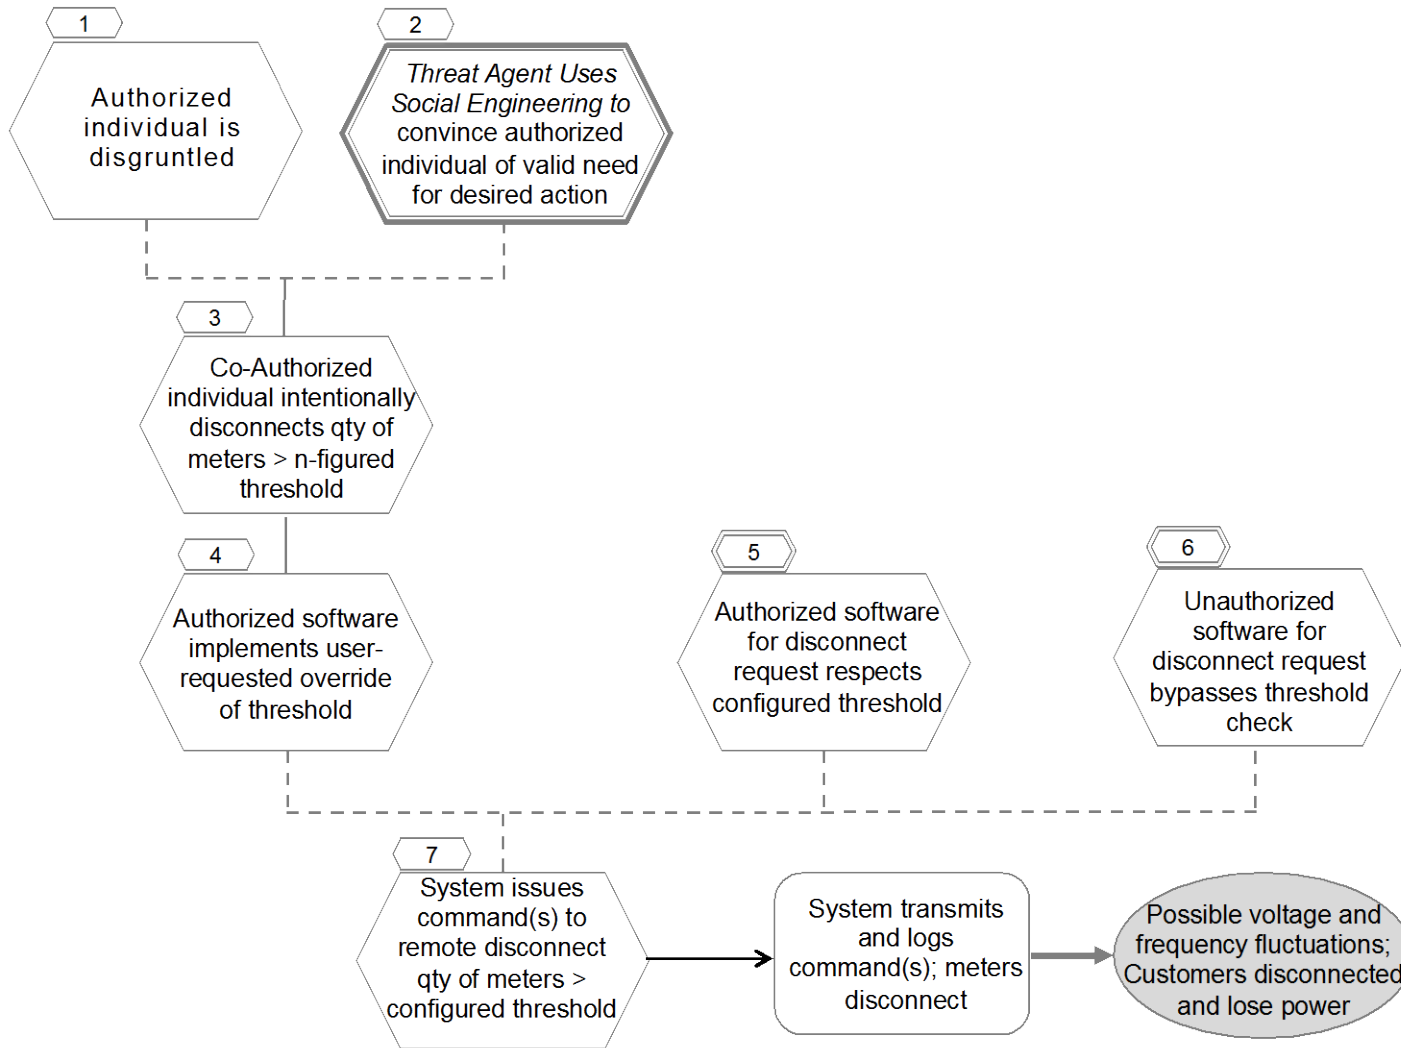 1
Authorized
individual is
disgruntled
2
Threat Agent Uses
Social Engineering to
convince authorized
individual of valid need
for desired action
3
Co-Authorized
individual intentionally
disconnects qty of
meters > n-figured
threshold
4
Authorized software
implements user-
requested override
of threshold
5
Authorized software
for disconnect
request respects
configured threshold
6
Unauthorized
software for
disconnect request
bypasses threshold
check
7
System issues
command(s) to
remote disconnect
qty of meters >
configured threshold
System transmits
and logs
command(s); meters
disconnect
Possible voltage and
frequency fluctuations;
Customers disconnected
and lose power